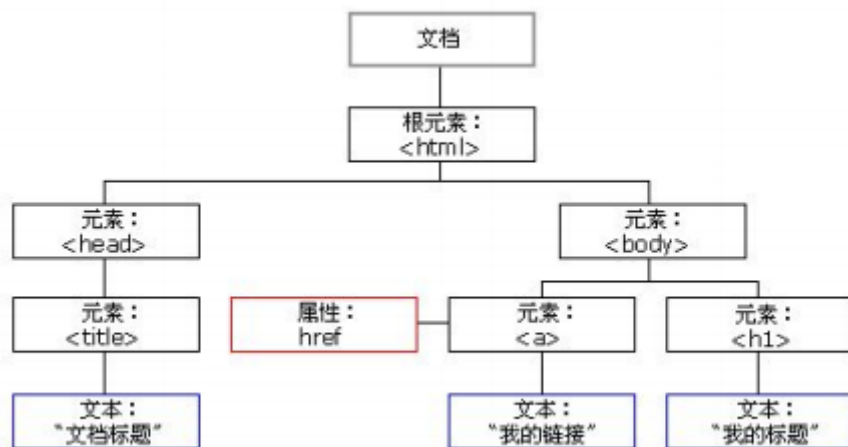 文档
根元素：
<html>
元素：
<head>
元素：
<body>
元素：
<title>
属性：
href
元素：
<a>
元素：
<h1>
文本：
“文档标题”
文本：
“我的链接”
文本：
“我的标题”